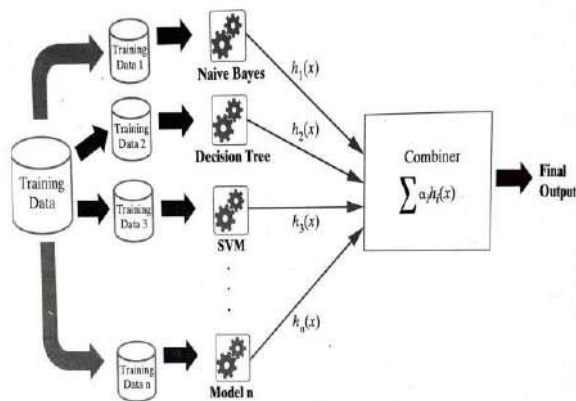 Training
Data 1
Naive Bayes
h₁(x)
Training
Data 2
Decision Tree
h₂(x)
Training
Data
Training
Data 3
SVM
h₃(x)
Combiner
∑ αᵢhᵢ(x)
Final
Output
Training
Data n
Model n
hₙ(x)